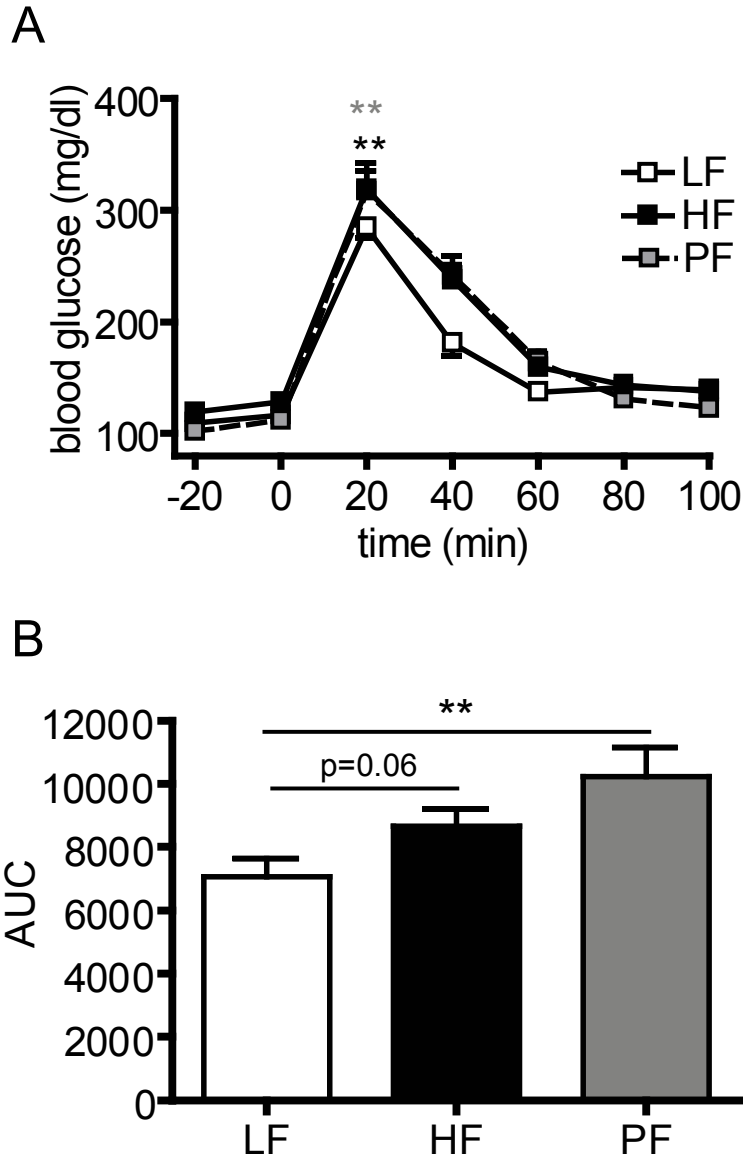 A
blood glucose (mg/dl)
400
300
200
100
**
**
LF
HF
PF
-20 0 20 40 60 80 100
time (min)
B
AUC
12000
10000
8000
6000
4000
2000
0
**
p=0.06
LF HF PF